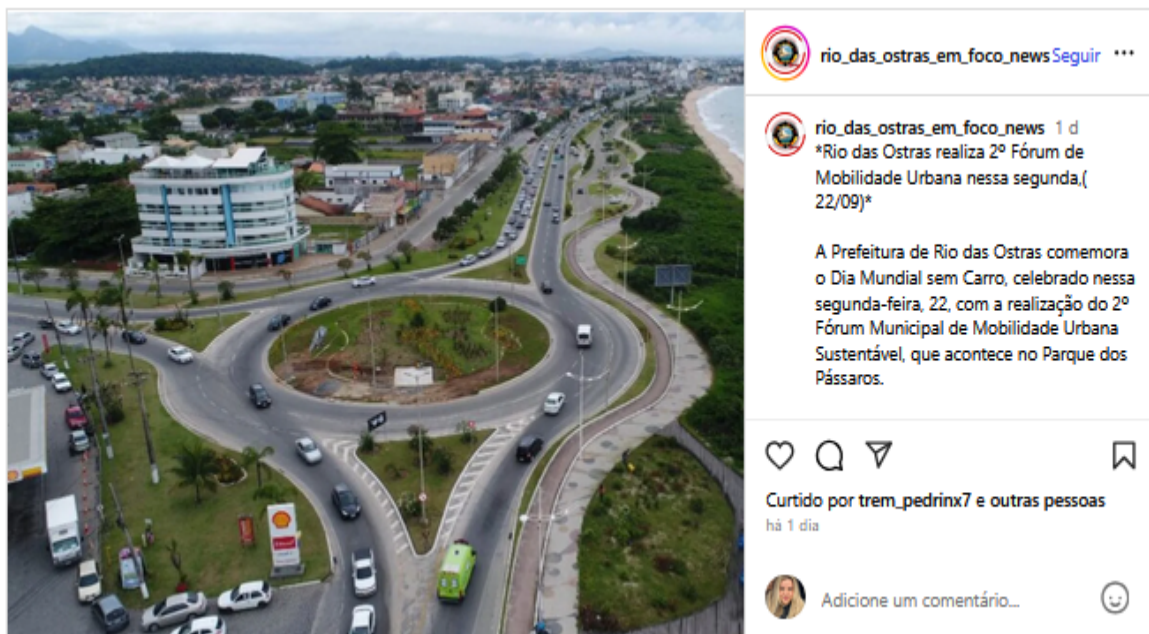 rio_das_ostras_em_foco_news Seguir
rio_das_ostras_em_foco_news 1 d
*Rio das Ostras realiza 2º Fórum de
Mobilidade Urbana nessa segunda,(
22/09)*
A Prefeitura de Rio das Ostras comemora
o Dia Mundial sem Carro, celebrado nessa
segunda-feira, 22, com a realização do 2º
Fórum Municipal de Mobilidade Urbana
Sustentável, que acontece no Parque dos
Pássaros.
Curtido por trem_pedrinx7 e outras pessoas
há 1 dia
Adicione um comentário...